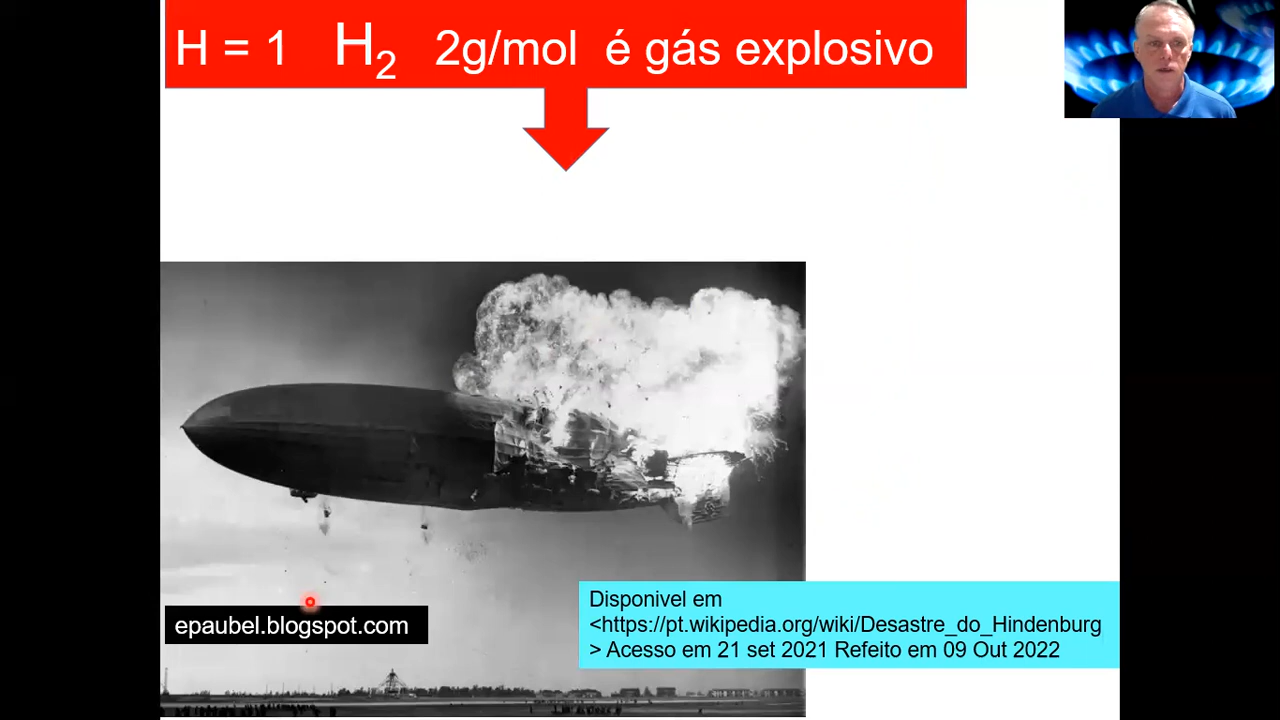 H = 1 H2 2g/mol é gás explosivo
epaubel.blogspot.com
Disponivel em
<https://pt.wikipedia.org/wiki/Desastre_do_Hindenburg
> Acesso em 21 set 2021 Refeito em 09 Out 2022